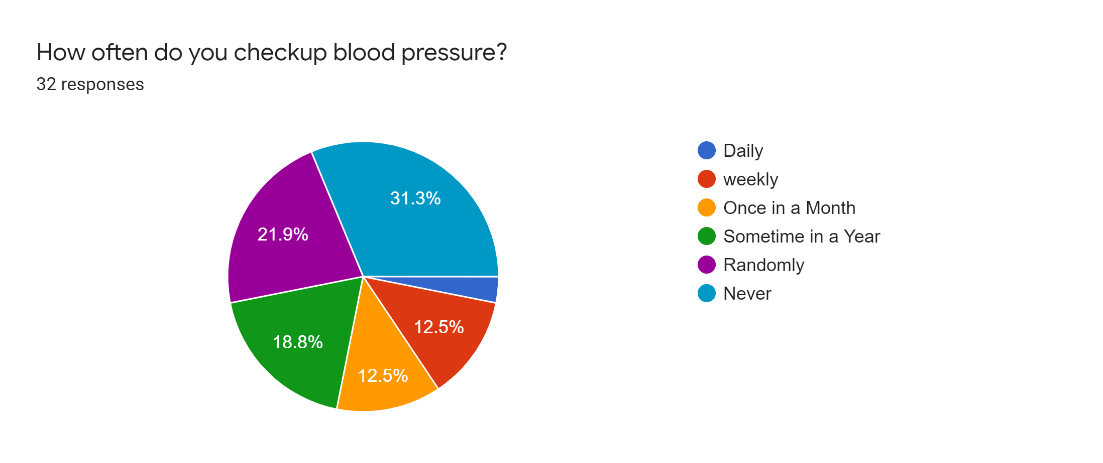 How often do you checkup blood pressure?
32 responses
31.3%
21.9%
18.8%
12.5%
12.5%
Daily
weekly
Once in a Month
Sometime in a Year
Randomly
Never